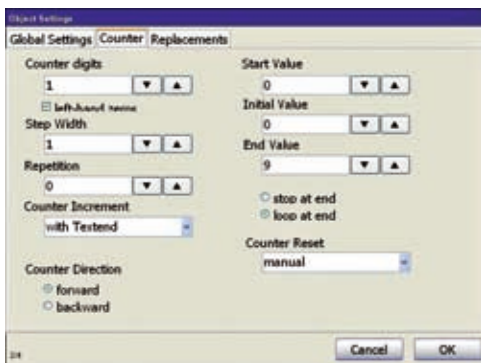 Object Settings
Global Settings Counter Replacements
Counter digits
1
left-hand zeros
Step Width
1
Repetition
0
Counter Increment
with Textend
Counter Direction
forward
backward
Start Value
0
Initial Value
0
End Value
9
stop at end
loop at end
Counter Reset
manual
2/4
Cancel OK